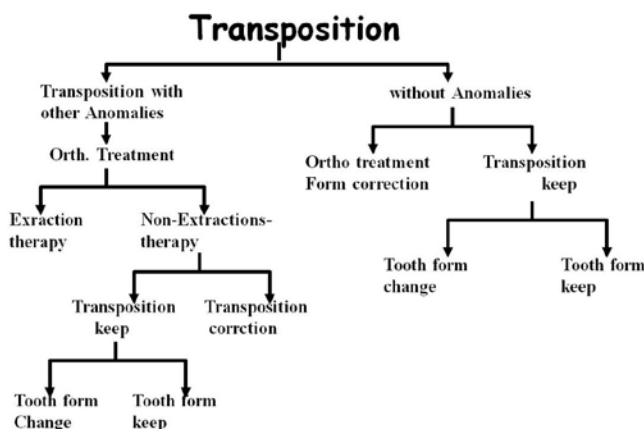 Transposition
Transposition with
other Anomalies
without Anomalies
Orth. Treatment
Ortho treatment
Form correction
Transposition
keep
Exraction
therapy
Non-Extractions-
therapy
Tooth form
change
Tooth form
keep
Transposition
keep
Transposition
corrction
Tooth form
Change
Tooth form
keep